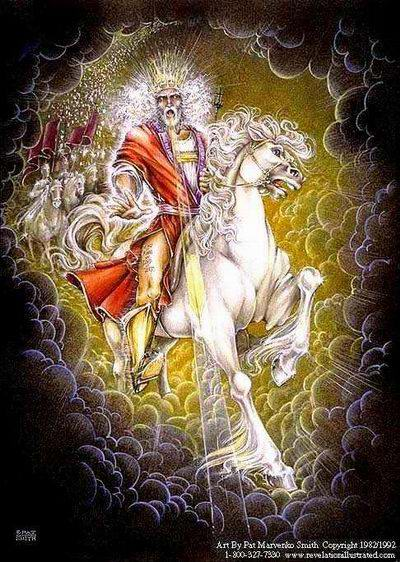 Art By Pat Marvenko Smith Copyright 1982/1992
1-800-327-7330 www.revelationillustrated.com